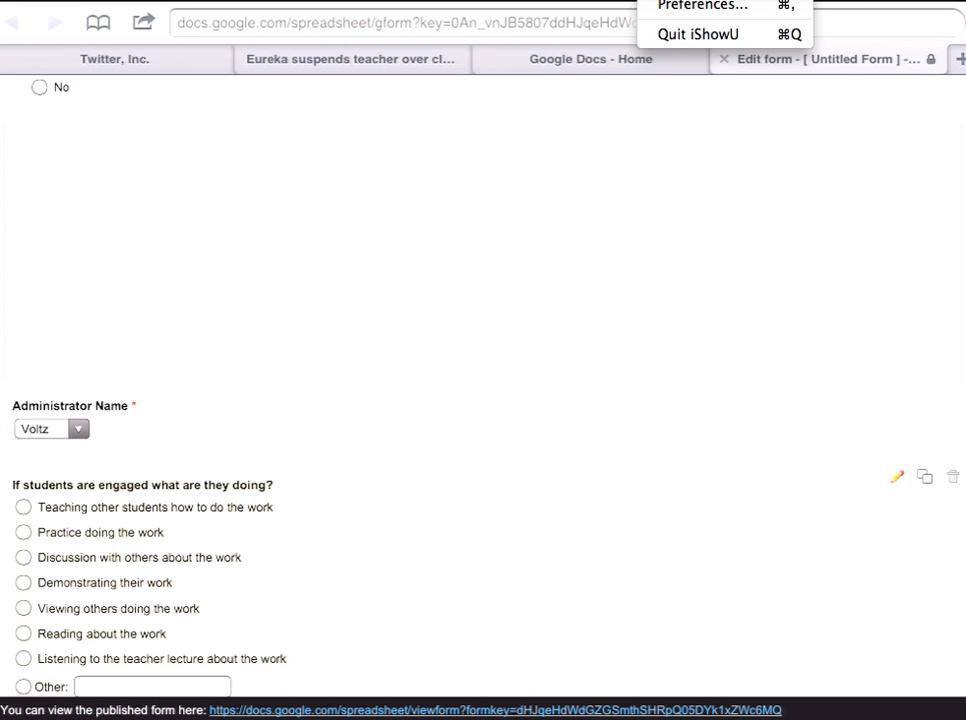 Preferences... ⌘,
docs.google.com/spreadsheet/gform?key=0An_vnJB5807ddHJqeHdW
Quit iShowU ⌘Q
Twitter, Inc.
Eureka suspends teacher over cl...
Google Docs - Home
Edit form - [ Untitled Form ] -...
No
Administrator Name *
Voltz
If students are engaged what are they doing?
Teaching other students how to do the work
Practice doing the work
Discussion with others about the work
Demonstrating their work
Viewing others doing the work
Reading about the work
Listening to the teacher lecture about the work
Other:
You can view the published form here: https://docs.google.com/spreadsheet/viewform?formkey=dHJqeHdWdGZGSmthSHRpQ05DYk1xZWc6MQ